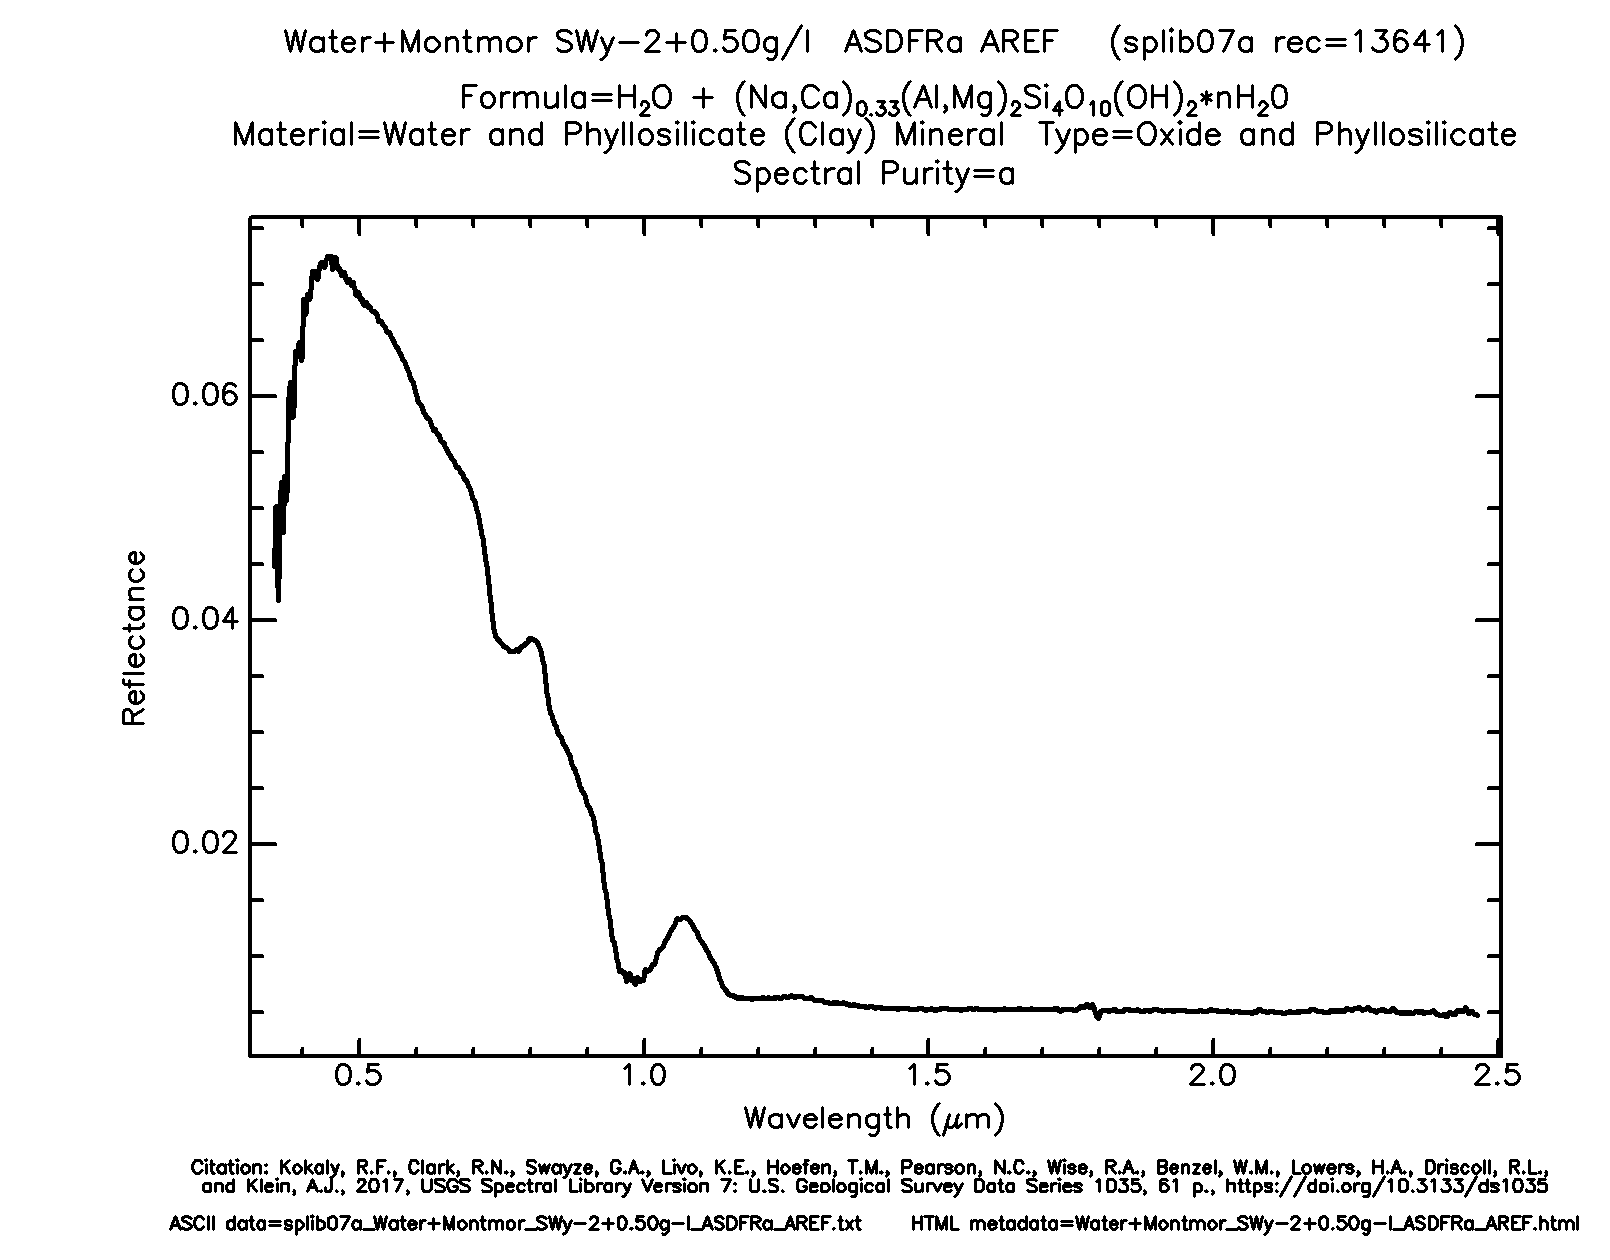 Water+Montmor SWy-2+0.50g/l  ASDFRa AREF   (splib07a rec=13641)
Formula=H₂O + (Na,Ca)₀.₃₃(Al,Mg)₂Si₄O₁₀(OH)₂*nH₂0
Material=Water and Phyllosilicate (Clay) Mineral  Type=Oxide and Phyllosilicate
Spectral Purity=a
0.06
0.04
0.02
Reflectance
0.5 1.0 1.5 2.0 2.5
Wavelength (μm)
Citation: Kokaly, R.F., Clark, R.N., Swayze, G.A., Livo, K.E., Hoefen, T.M., Pearson, N.C., Wise, R.A., Benzel, W.M., Lowers, H.A., Driscoll, R.L.,
and Klein, A.J., 2017, USGS Spectral Library Version 7: U.S. Geological Survey Data Series 1035, 61 p., https://doi.org/10.3133/ds1035
ASCII data=splib07a_Water+Montmor_SWy-2+0.50g-l_ASDFRa_AREF.txt    HTML metadata=Water+Montmor_SWy-2+0.50g-l_ASDFRa_AREF.html